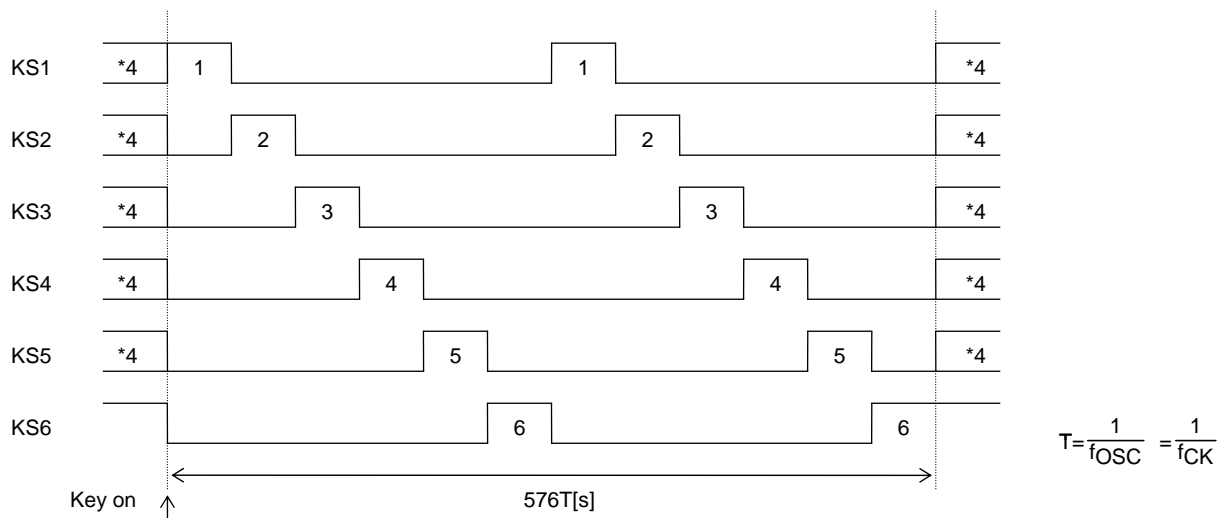 KS1 *4 1 1 *4
KS2 *4 2 2 *4
KS3 *4 3 3 *4
KS4 *4 4 4 *4
KS5 *4 5 5 *4
KS6 6 6
T=1/fOSC =1/fCK
Key on 576T[s]